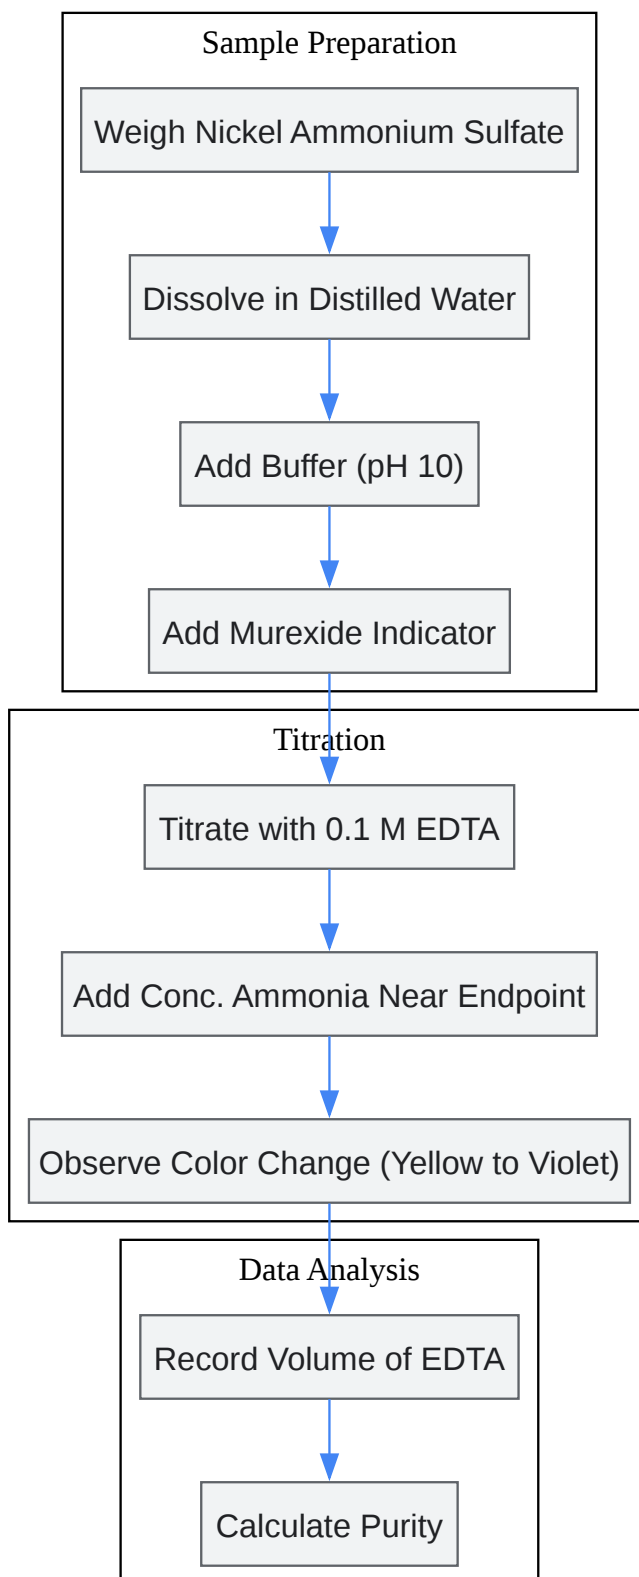 Sample Preparation
Weigh Nickel Ammonium Sulfate
Dissolve in Distilled Water
Add Buffer (pH 10)
Add Murexide Indicator
Titration
Titrate with 0.1 M EDTA
Add Conc. Ammonia Near Endpoint
Observe Color Change (Yellow to Violet)
Data Analysis
Record Volume of EDTA
Calculate Purity